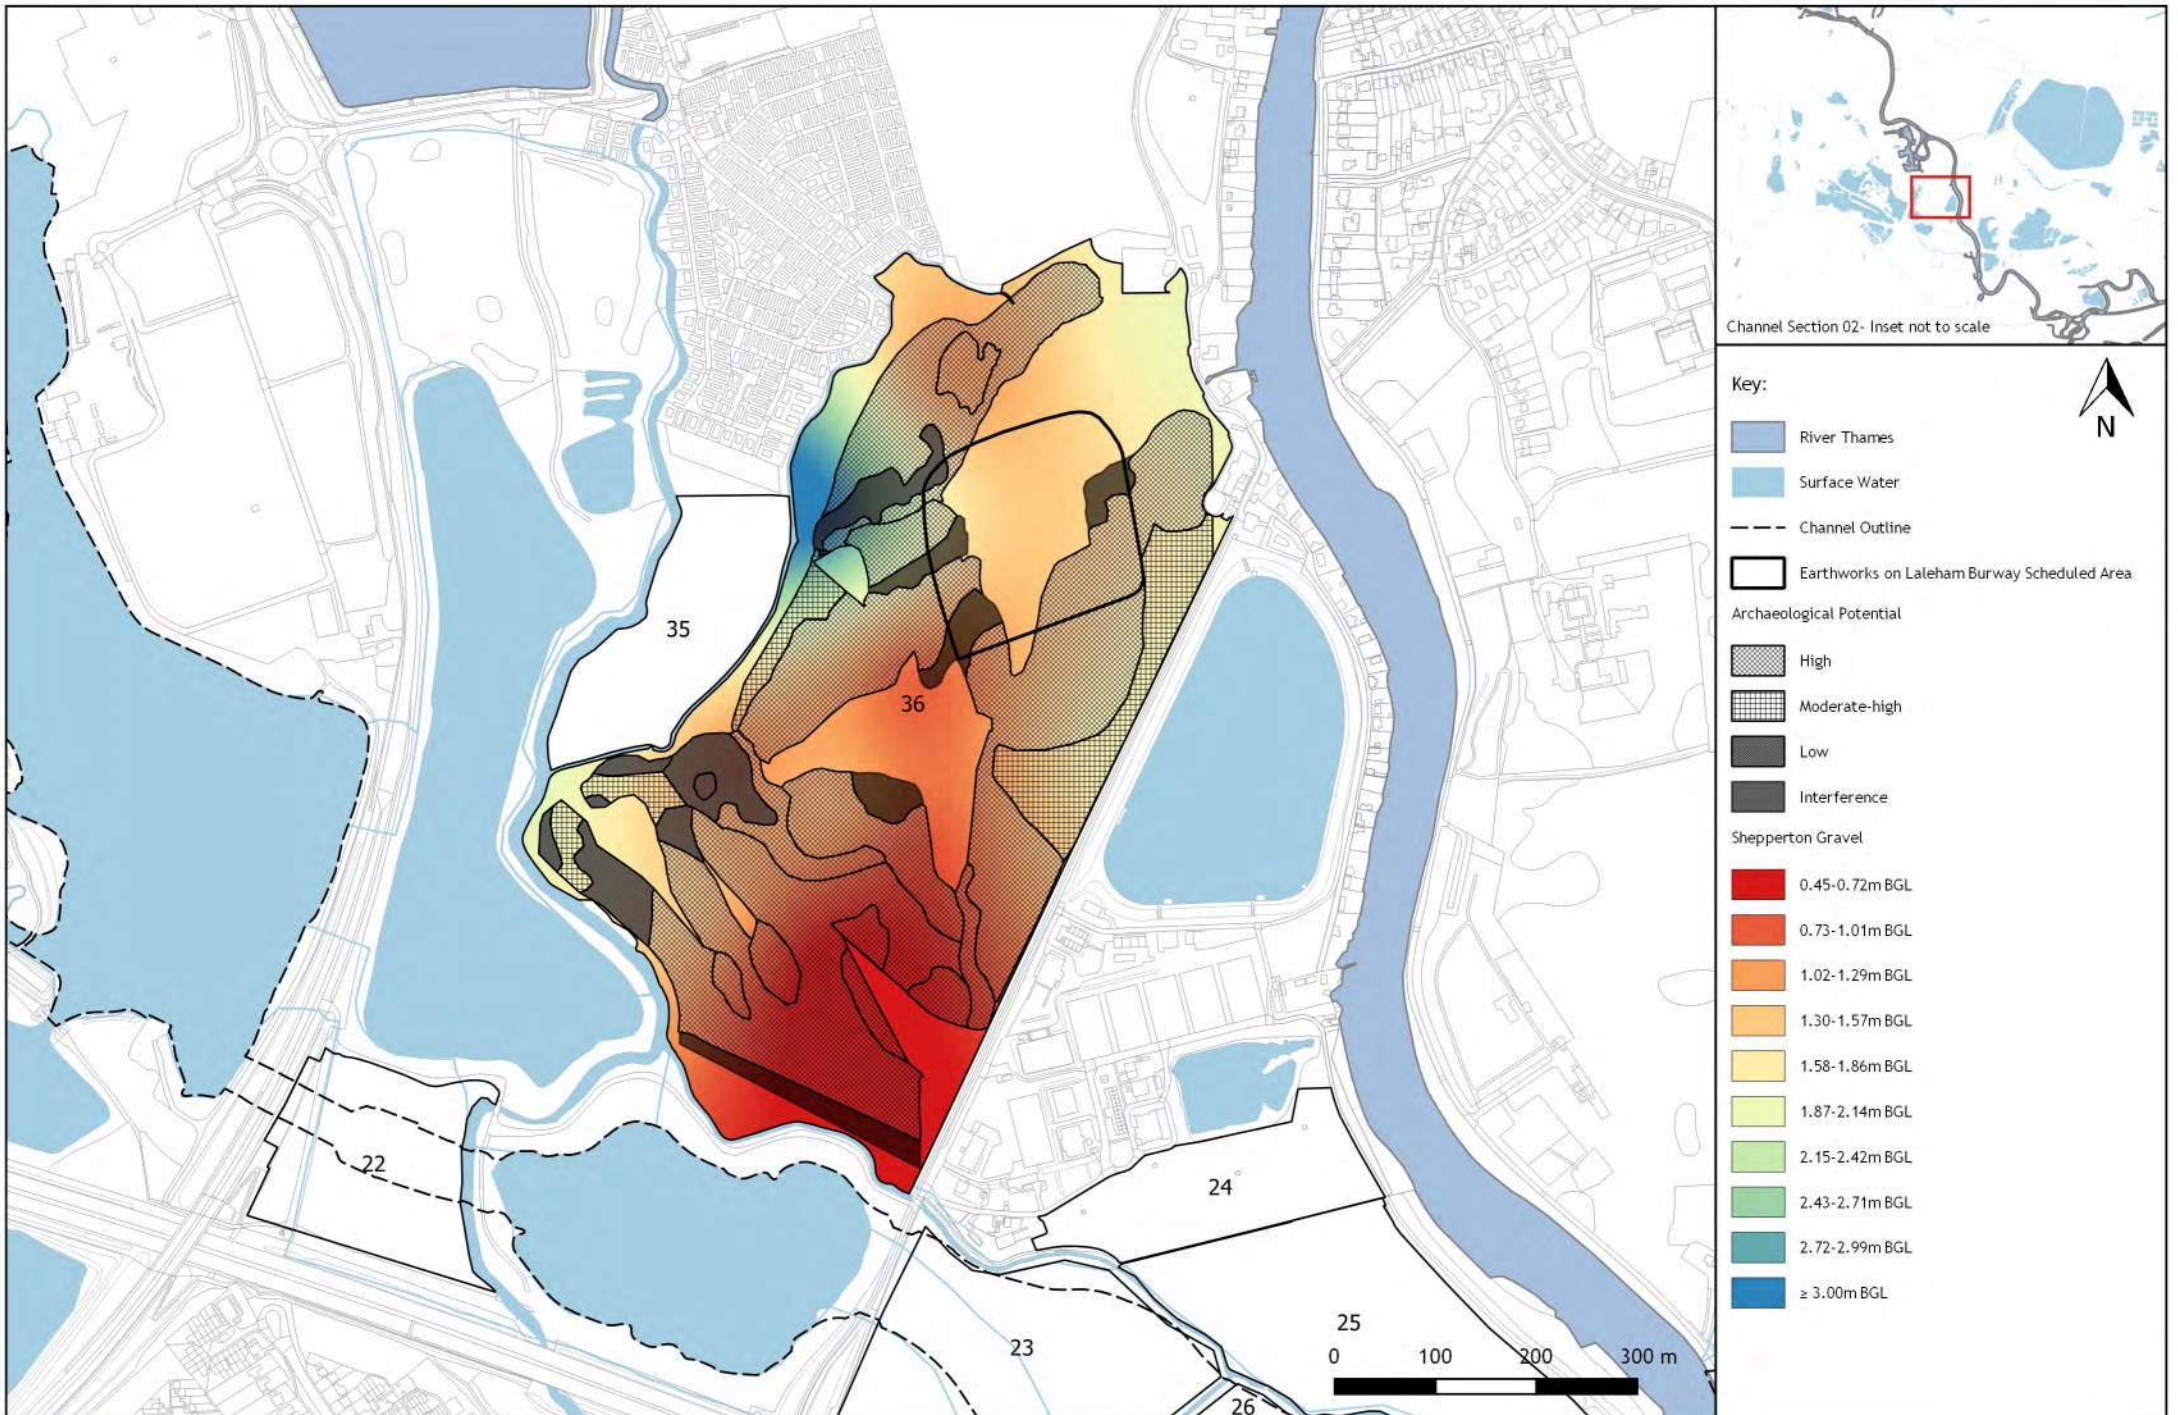 35
36
22
24
23
25
26
0 100 200 300 m
Channel Section 02- Inset not to scale
Key:
N
River Thames
Surface Water
Channel Outline
Earthworks on Laleham Burway Scheduled Area
Archaeological Potential
High
Moderate-high
Low
Interference
Shepperton Gravel
0.45-0.72m BGL
0.73-1.01m BGL
1.02-1.29m BGL
1.30-1.57m BGL
1.58-1.86m BGL
1.87-2.14m BGL
2.15-2.42m BGL
2.43-2.71m BGL
2.72-2.99m BGL
≥ 3.00m BGL